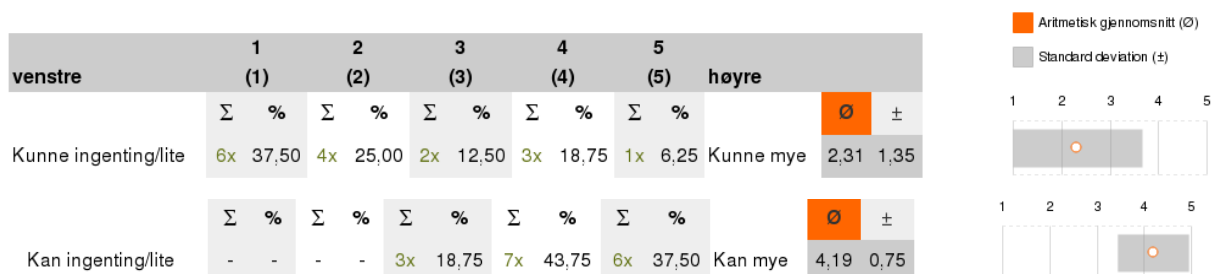 Aritmetisk gjennomsnitt (Ø)
Standard deviation (±)
1 2 3 4 5
venstre (1) (2) (3) (4) (5) høyre
1 2 3 4 5
Σ % Σ % Σ % Σ % Σ % Ø ±
Kunne ingenting/lite 6x 37,50 4x 25,00 2x 12,50 3x 18,75 1x 6,25 Kunne mye 2,31 1,35
1 2 3 4 5
Σ % Σ % Σ % Σ % Σ % Ø ±
Kan ingenting/lite - - - - 3x 18,75 7x 43,75 6x 37,50 Kan mye 4,19 0,75